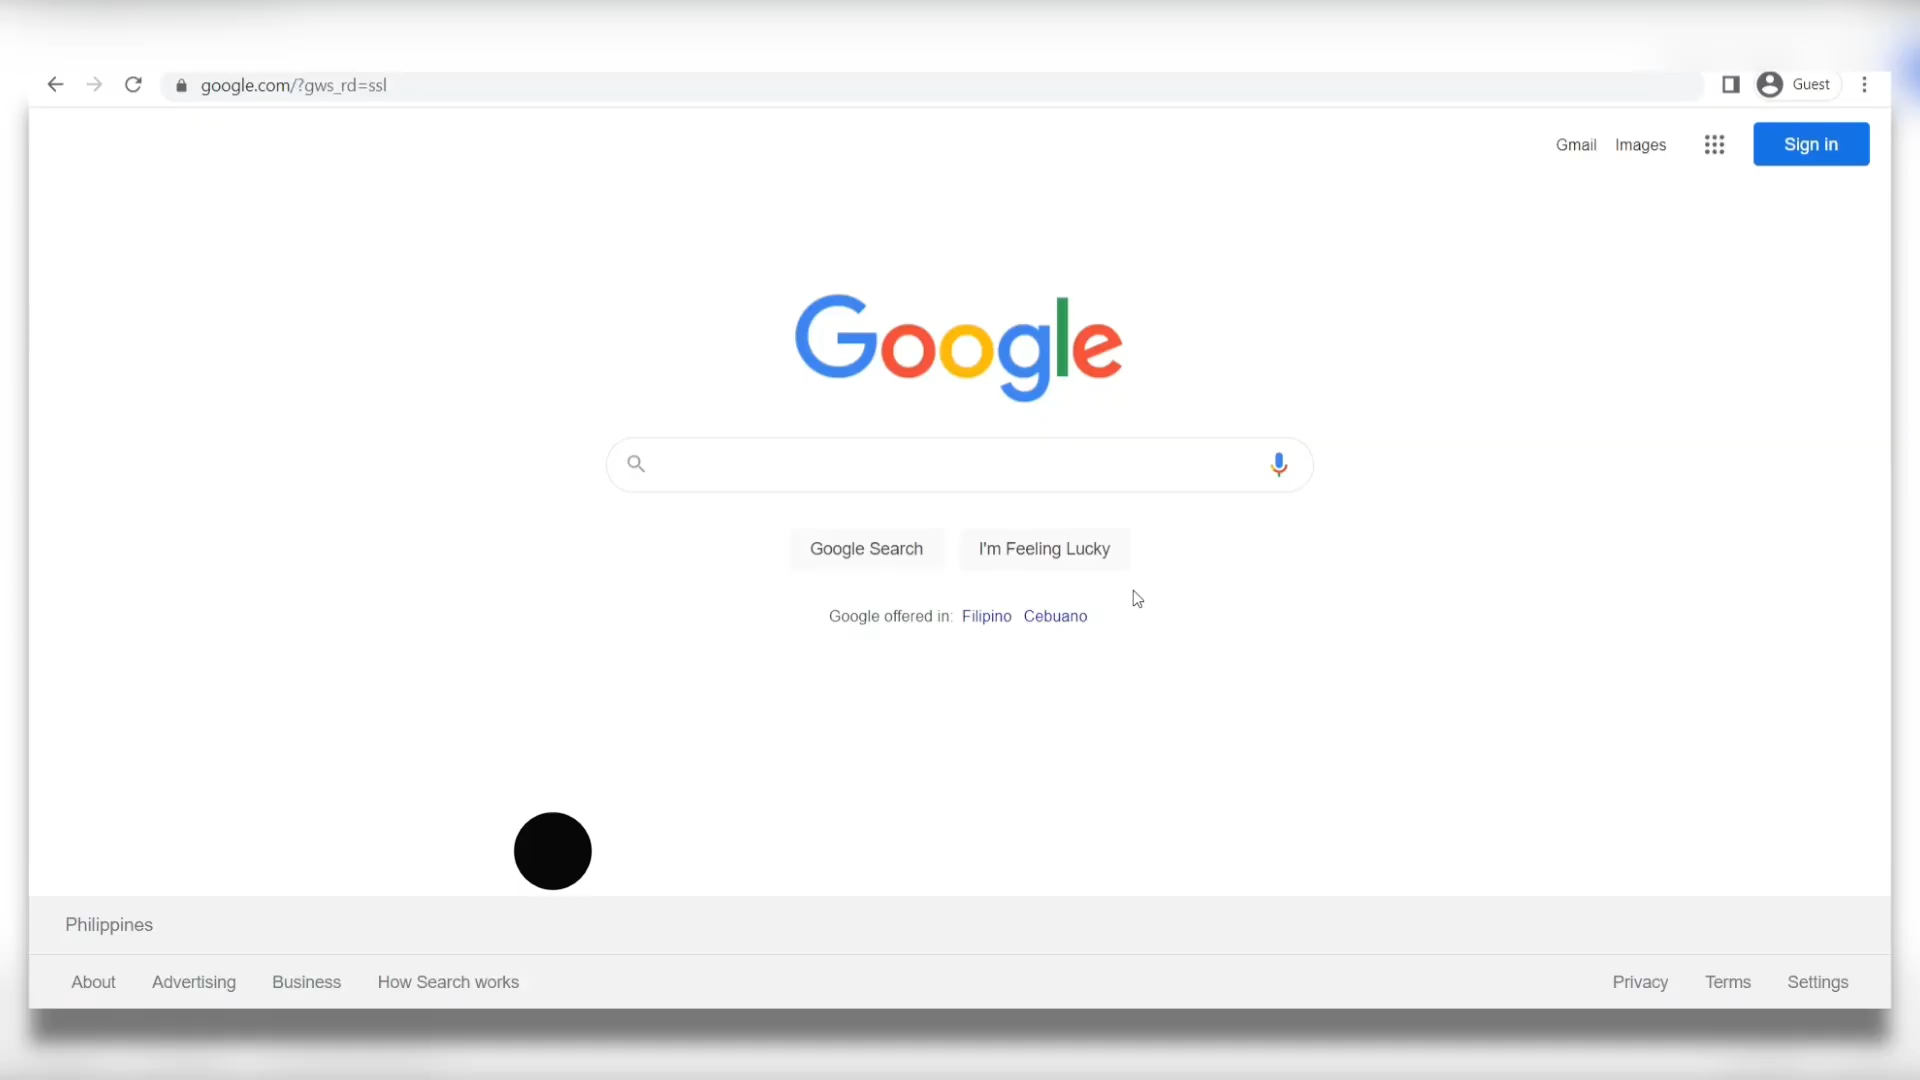 google.com/?gws_rd=ssl
Guest
Gmail Images Sign in
Google
Google Search I'm Feeling Lucky
Google offered in: Filipino Cebuano
Philippines
About Advertising Business How Search works Privacy Terms Settings